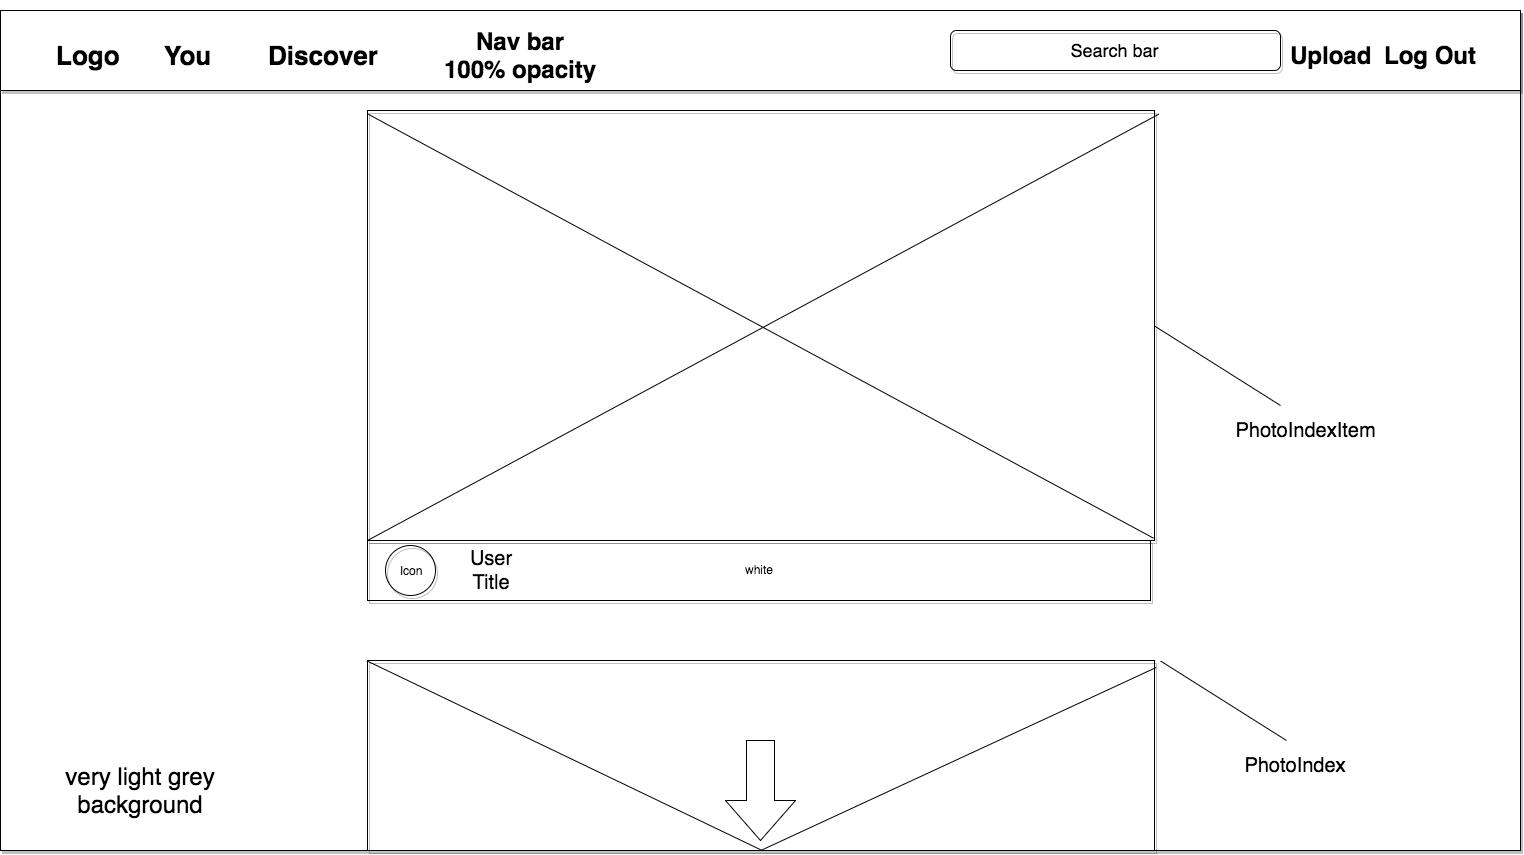 Logo You Discover
Nav bar
100% opacity
Search bar
Upload Log Out
PhotoIndexItem
Icon
User
Title
white
PhotoIndex
very light grey
background